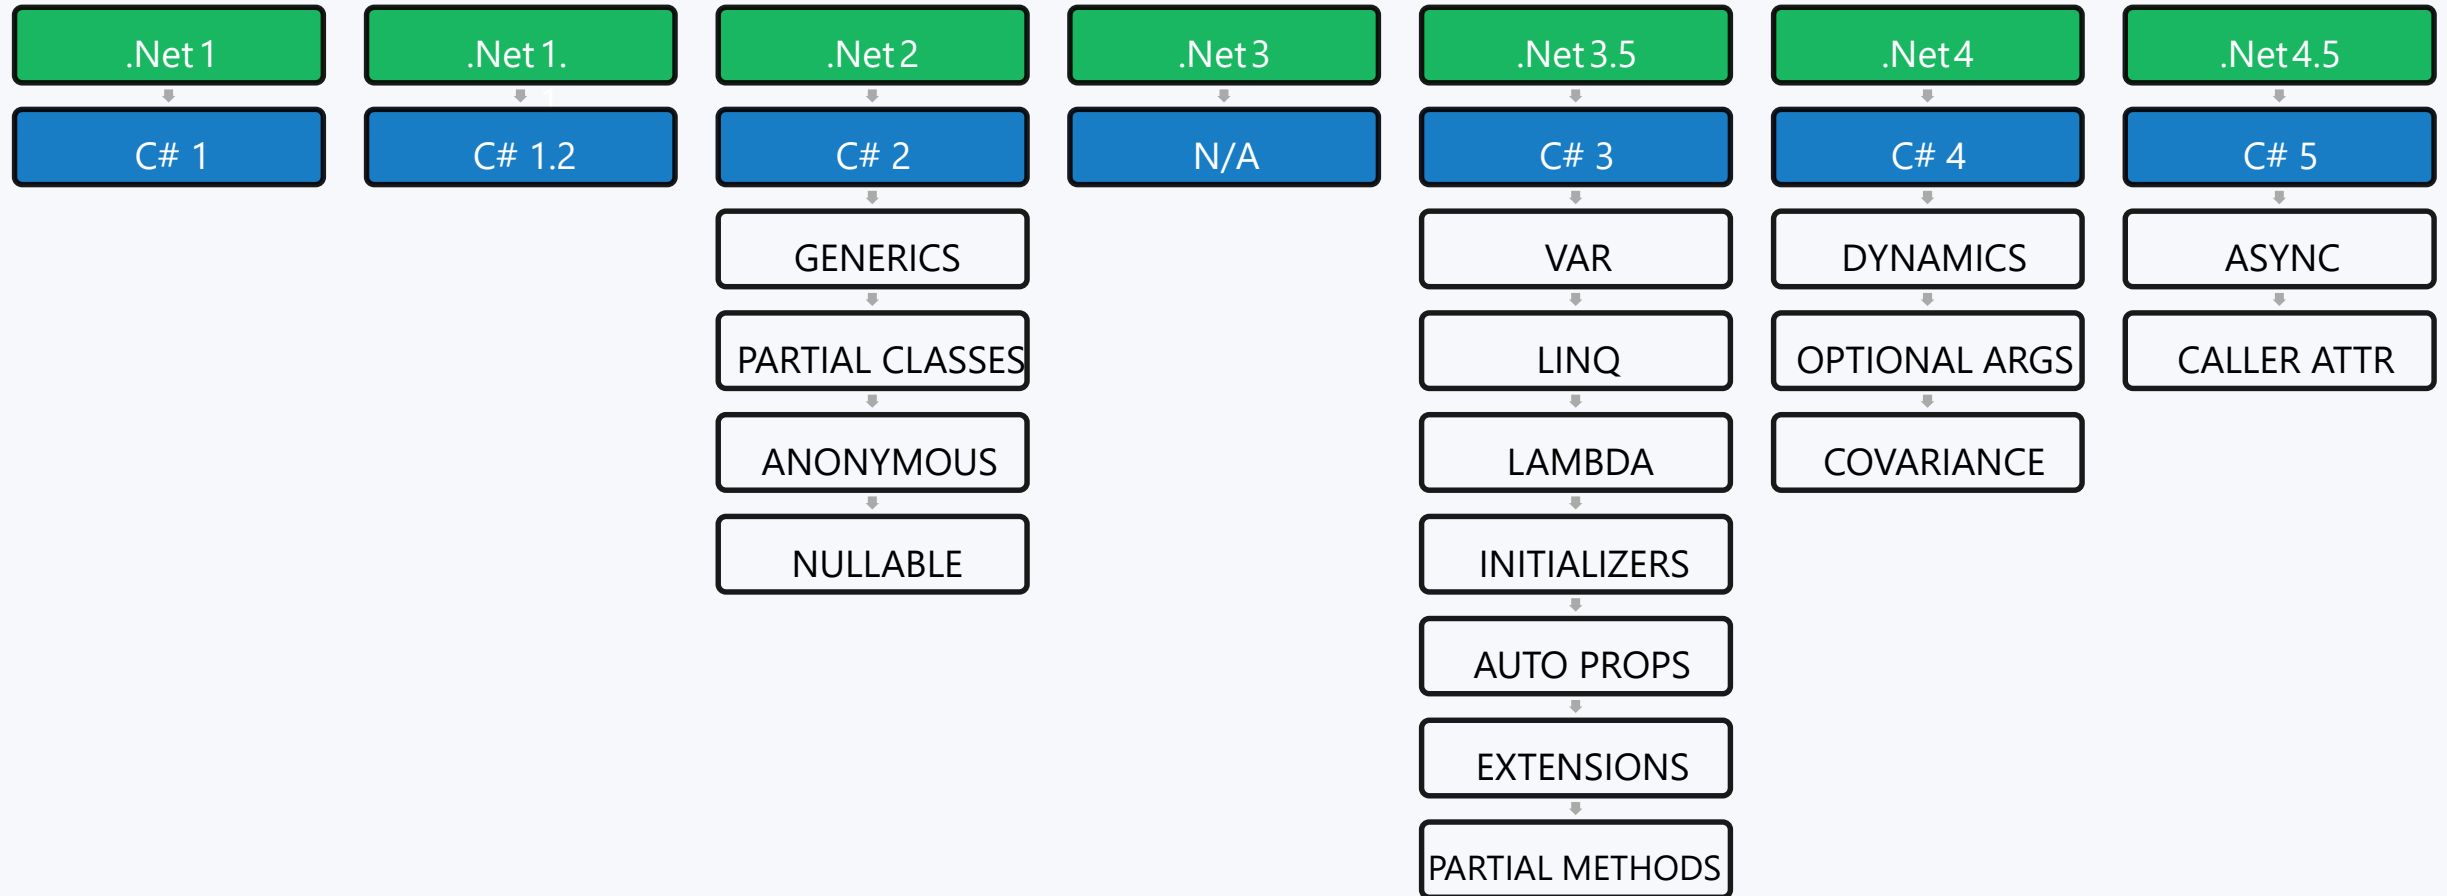 .Net 1
C# 1
.Net 1.
1
C# 1.2
.Net 2
C# 2
GENERICS
PARTIAL CLASSES
ANONYMOUS
NULLABLE
.Net 3
N/A
.Net 3.5
C# 3
VAR
LINQ
LAMBDA
INITIALIZERS
AUTO PROPS
EXTENSIONS
PARTIAL METHODS
.Net 4
C# 4
DYNAMICS
OPTIONAL ARGS
COVARIANCE
.Net 4.5
C# 5
ASYNC
CALLER ATTR